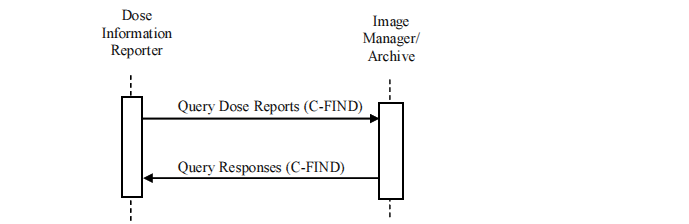 Dose
Information
Reporter
Image
Manager/
Archive
Query Dose Reports (C-FIND)
Query Responses (C-FIND)